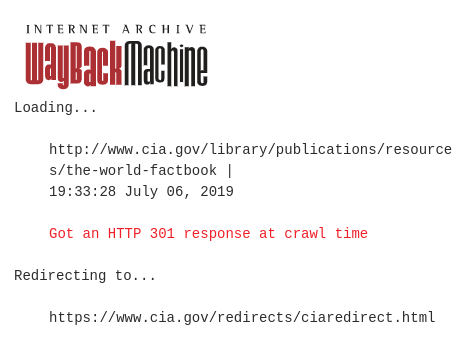 INTERNET ARCHIVE
WayBackMachine
Loading...
http://www.cia.gov/library/publications/resource
s/the-world-factbook |
19:33:28 July 06, 2019
Got an HTTP 301 response at crawl time
Redirecting to...
https://www.cia.gov/redirects/ciaredirect.html